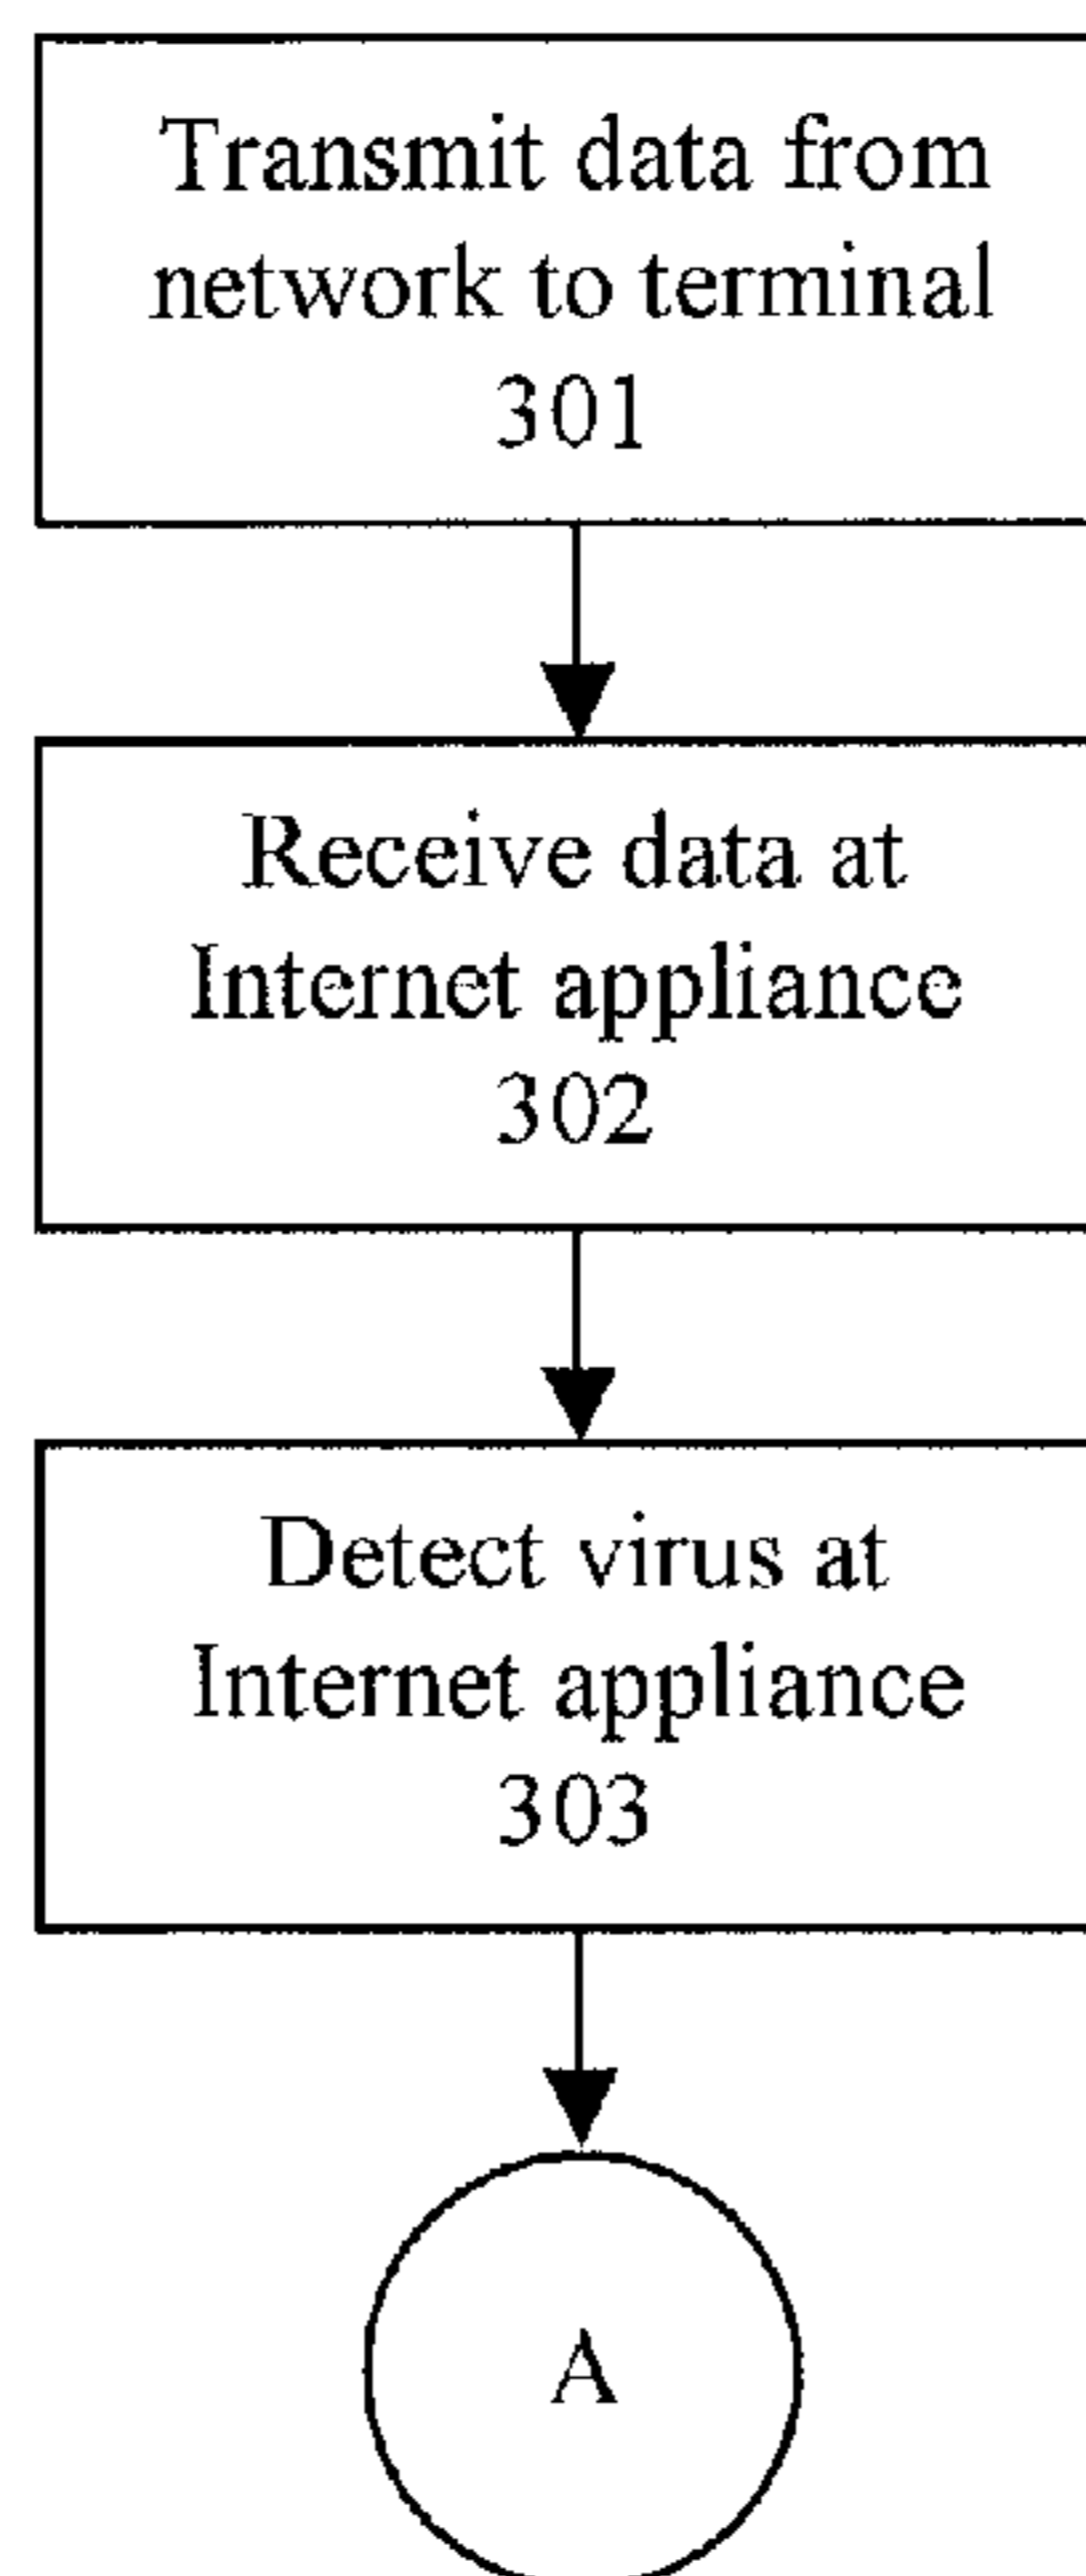 Transmit data from
network to terminal
301
Receive data at
Internet appliance
302
Detect virus at
Internet appliance
303
A